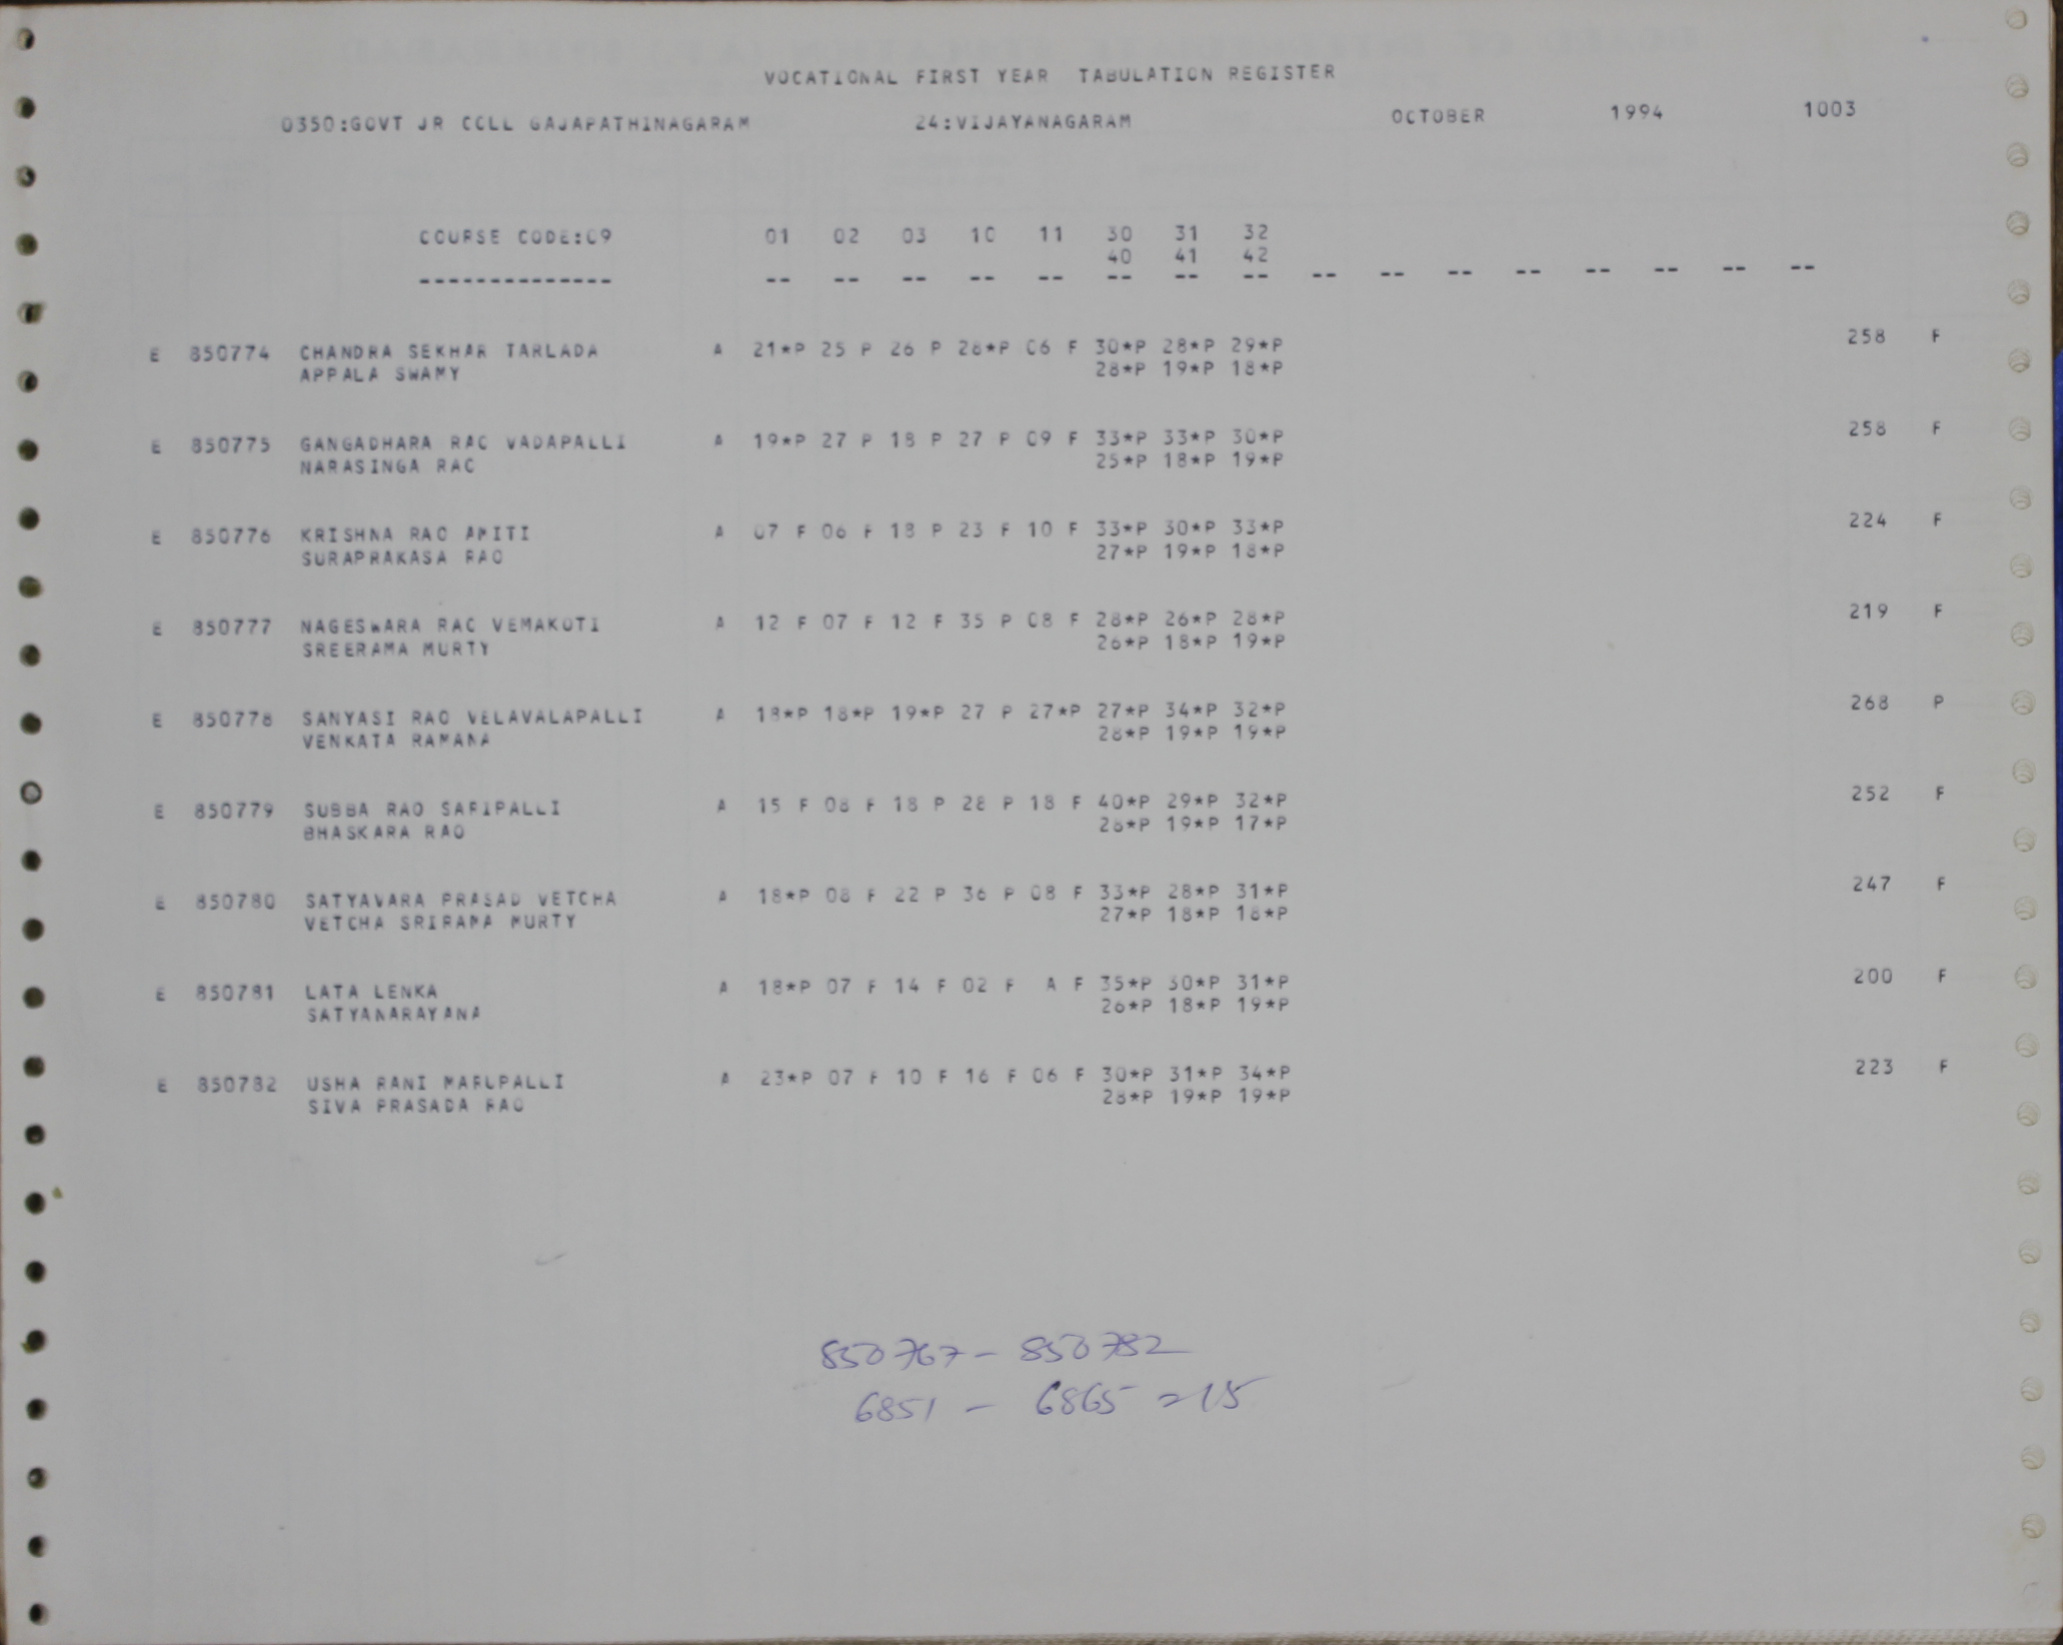 VOCATIONAL FIRST YEAR TABULATION REGISTER
0350:GOVT JR COLL GAJAPATHINAGARAM 24:VIJAYANAGARAM OCTOBER 1994 1003
COURSE CODE:09 01 02 03 10 11 30 31 32
40 41 42
-------------- -- -- -- -- -- -- -- -- -- -- -- -- -- -- -- --
E 850774 CHANDRA SEKHAR TARLADA A 21*P 25 P 26 P 28*P 06 F 30*P 28*P 29*P 258 F
APPALA SWAMY 28*P 19*P 18*P
E 850775 GANGADHARA RAO VADAPALLI A 19*P 27 P 18 P 27 P 09 F 33*P 33*P 30*P 258 F
NARASINGA RAO 25*P 18*P 19*P
E 850776 KRISHNA RAO AMITI A 07 F 06 F 18 P 23 F 10 F 33*P 30*P 33*P 224 F
SURAPRAKASA RAO 27*P 19*P 18*P
E 850777 NAGESWARA RAO VEMAKOTI A 12 F 07 F 12 F 35 P 08 F 28*P 26*P 28*P 219 F
SREERAMA MURTY 26*P 18*P 19*P
E 850778 SANYASI RAO VELAVALAPALLI A 18*P 18*P 19*P 27 P 27*P 27*P 34*P 32*P 268 P
VENKATA RAMANA 28*P 19*P 19*P
E 850779 SUBBA RAO SARIPALLI A 15 F 08 F 18 P 28 P 18 F 40*P 29*P 32*P 252 F
BHASKARA RAO 28*P 19*P 17*P
E 850780 SATYAVARA PRASAD VETCHA A 18*P 08 F 22 P 36 P 08 F 33*P 28*P 31*P 247 F
VETCHA SRIRAMA MURTY 27*P 18*P 18*P
E 850781 LATA LENKA A 18*P 07 F 14 F 02 F A F 35*P 30*P 31*P 200 F
SATYANARAYANA 26*P 18*P 19*P
E 850782 USHA RANI MARUPALLI A 23*P 07 F 10 F 16 F 06 F 30*P 31*P 34*P 223 F
SIVA PRASADA RAO 28*P 19*P 19*P
850767 - 850782
6851 - 6865 = 15